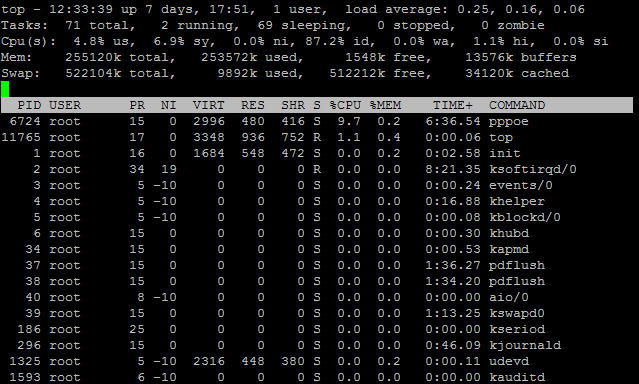 top - 12:33:39 up 7 days, 17:51,  1 user,  load average: 0.25, 0.16, 0.06
Tasks:  71 total,   2 running,  69 sleeping,   0 stopped,   0 zombie
Cpu(s):  4.8% us,  6.9% sy,  0.0% ni, 87.2% id,  0.0% wa,  1.1% hi,  0.0% si
Mem:    255120k total,   253572k used,     1548k free,    13576k buffers
Swap:   522104k total,     9892k used,   512212k free,    34120k cached
PID USER      PR  NI  VIRT  RES  SHR S %CPU %MEM    TIME+  COMMAND
6724 root      15   0  2996  480  416 S  9.7  0.2   6:36.54 pppoe
11765 root      17   0  3348  936  752 R  1.1  0.4   0:00.06 top
1 root      16   0  1684  548  472 S  0.0  0.2   0:02.58 init
2 root      34  19     0    0    0 R  0.0  0.0   8:21.35 ksoftirqd/0
3 root       5 -10     0    0    0 S  0.0  0.0   0:00.24 events/0
4 root       5 -10     0    0    0 S  0.0  0.0   0:16.88 khelper
5 root       5 -10     0    0    0 S  0.0  0.0   0:00.08 kblockd/0
6 root      15   0     0    0    0 S  0.0  0.0   0:00.30 khubd
34 root      15   0     0    0    0 S  0.0  0.0   0:00.53 kapmd
37 root      15   0     0    0    0 S  0.0  0.0   1:36.27 pdflush
38 root      15   0     0    0    0 S  0.0  0.0   1:34.20 pdflush
40 root       8 -10     0    0    0 S  0.0  0.0   0:00.00 aio/0
39 root      15   0     0    0    0 S  0.0  0.0   1:13.25 kswapd0
186 root      25   0     0    0    0 S  0.0  0.0   0:00.00 kseriod
296 root      15   0     0    0    0 S  0.0  0.0   0:46.09 kjournald
1325 root       5 -10  2316  448  380 S  0.0  0.2   0:00.11 udevd
1593 root       6 -10     0    0    0 S  0.0  0.0   0:00.00 kauditd